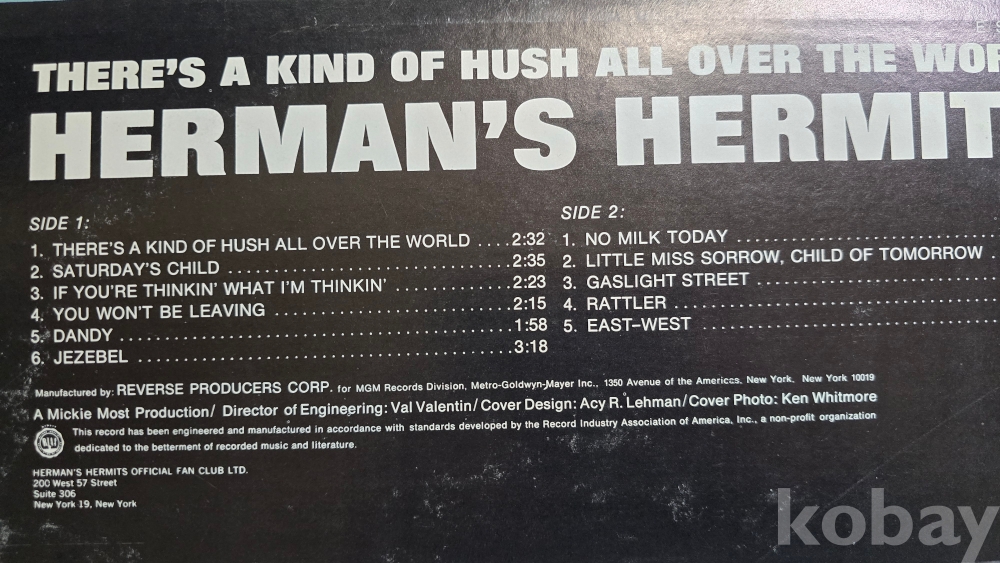 THERE'S A KIND OF HUSH ALL OVER THE WOR
HERMAN'S HERMIT
SIDE 1:
1. THERE'S A KIND OF HUSH ALL OVER THE WORLD ....2:32
2. SATURDAY'S CHILD ..............................2:35
3. IF YOU'RE THINKIN' WHAT I'M THINKIN' .............2:23
4. YOU WON'T BE LEAVING .........................2:15
5. DANDY .........................................1:58
6. JEZEBEL .......................................3:18
SIDE 2:
1. NO MILK TODAY ...........................
2. LITTLE MISS SORROW, CHILD OF TOMORROW .
3. GASLIGHT STREET ........................
4. RATTLER .................................
5. EAST–WEST ..............................
Manufactured by: REVERSE PRODUCERS CORP. for MGM Records Division, Metro-Goldwyn-Mayer Inc., 1350 Avenue of the Americas, New York, New York 10019
A Mickie Most Production/ Director of Engineering: Val Valentin/Cover Design: Acy R. Lehman/Cover Photo: Ken Whitmore
This record has been engineered and manufactured in accordance with standards developed by the Record Industry Association of America, Inc., a non-profit organization
dedicated to the betterment of recorded music and literature.
HERMAN'S HERMITS OFFICIAL FAN CLUB LTD.
200 West 57 Street
Suite 306
New York 19, New York
kobay